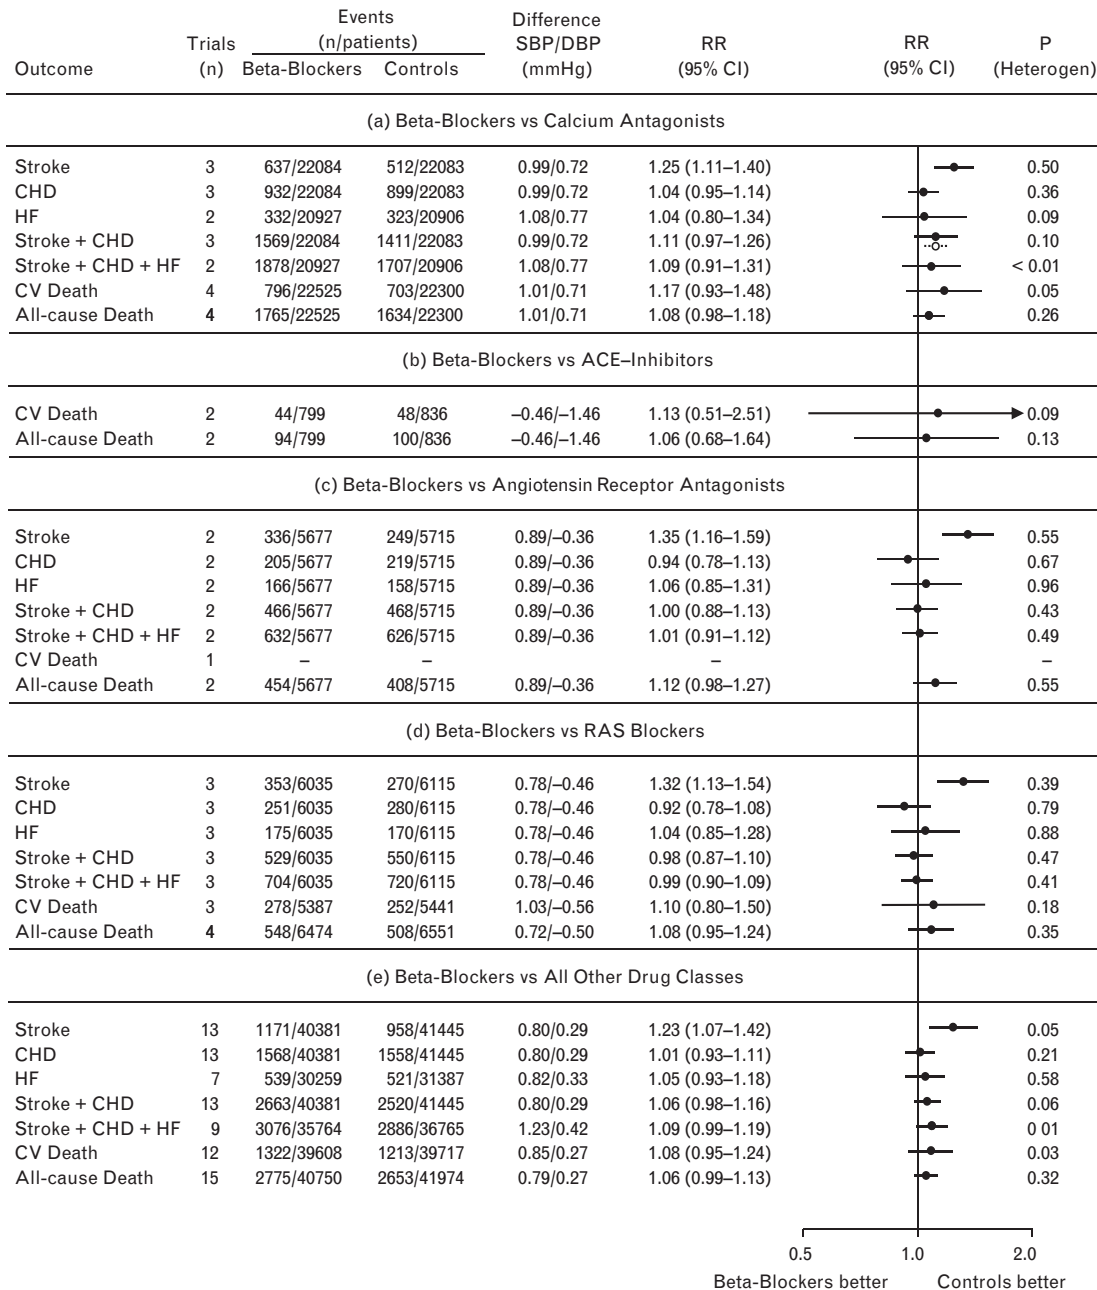 Events Difference
Trials (n/patients) SBP/DBP RR RR P
Outcome (n) Beta-Blockers Controls (mmHg) (95% CI) (95% CI) (Heterogen)
(a) Beta-Blockers vs Calcium Antagonists
Stroke 3 637/22084 512/22083 0.99/0.72 1.25 (1.11–1.40) 0.50
CHD 3 932/22084 899/22083 0.99/0.72 1.04 (0.95–1.14) 0.36
HF 2 332/20927 323/20906 1.08/0.77 1.04 (0.80–1.34) 0.09
Stroke + CHD 3 1569/22084 1411/22083 0.99/0.72 1.11 (0.97–1.26) 0.10
Stroke + CHD + HF 2 1878/20927 1707/20906 1.08/0.77 1.09 (0.91–1.31) < 0.01
CV Death 4 796/22525 703/22300 1.01/0.71 1.17 (0.93–1.48) 0.05
All-cause Death 4 1765/22525 1634/22300 1.01/0.71 1.08 (0.98–1.18) 0.26
(b) Beta-Blockers vs ACE–Inhibitors
CV Death 2 44/799 48/836 –0.46/–1.46 1.13 (0.51–2.51) 0.09
All-cause Death 2 94/799 100/836 –0.46/–1.46 1.06 (0.68–1.64) 0.13
(c) Beta-Blockers vs Angiotensin Receptor Antagonists
Stroke 2 336/5677 249/5715 0.89/–0.36 1.35 (1.16–1.59) 0.55
CHD 2 205/5677 219/5715 0.89/–0.36 0.94 (0.78–1.13) 0.67
HF 2 166/5677 158/5715 0.89/–0.36 1.06 (0.85–1.31) 0.96
Stroke + CHD 2 466/5677 468/5715 0.89/–0.36 1.00 (0.88–1.13) 0.43
Stroke + CHD + HF 2 632/5677 626/5715 0.89/–0.36 1.01 (0.91–1.12) 0.49
CV Death 1 – – – –
All-cause Death 2 454/5677 408/5715 0.89/–0.36 1.12 (0.98–1.27) 0.55
(d) Beta-Blockers vs RAS Blockers
Stroke 3 353/6035 270/6115 0.78/–0.46 1.32 (1.13–1.54) 0.39
CHD 3 251/6035 280/6115 0.78/–0.46 0.92 (0.78–1.08) 0.79
HF 3 175/6035 170/6115 0.78/–0.46 1.04 (0.85–1.28) 0.88
Stroke + CHD 3 529/6035 550/6115 0.78/–0.46 0.98 (0.87–1.10) 0.47
Stroke + CHD + HF 3 704/6035 720/6115 0.78/–0.46 0.99 (0.90–1.09) 0.41
CV Death 3 278/5387 252/5441 1.03/–0.56 1.10 (0.80–1.50) 0.18
All-cause Death 4 548/6474 508/6551 0.72/–0.50 1.08 (0.95–1.24) 0.35
(e) Beta-Blockers vs All Other Drug Classes
Stroke 13 1171/40381 958/41445 0.80/0.29 1.23 (1.07–1.42) 0.05
CHD 13 1568/40381 1558/41445 0.80/0.29 1.01 (0.93–1.11) 0.21
HF 7 539/30259 521/31387 0.82/0.33 1.05 (0.93–1.18) 0.58
Stroke + CHD 13 2663/40381 2520/41445 0.80/0.29 1.06 (0.98–1.16) 0.06
Stroke + CHD + HF 9 3076/35764 2886/36765 1.23/0.42 1.09 (0.99–1.19) 0 01
CV Death 12 1322/39608 1213/39717 0.85/0.27 1.08 (0.95–1.24) 0.03
All-cause Death 15 2775/40750 2653/41974 0.79/0.27 1.06 (0.99–1.13) 0.32
0.5 1.0 2.0
Beta-Blockers better Controls better